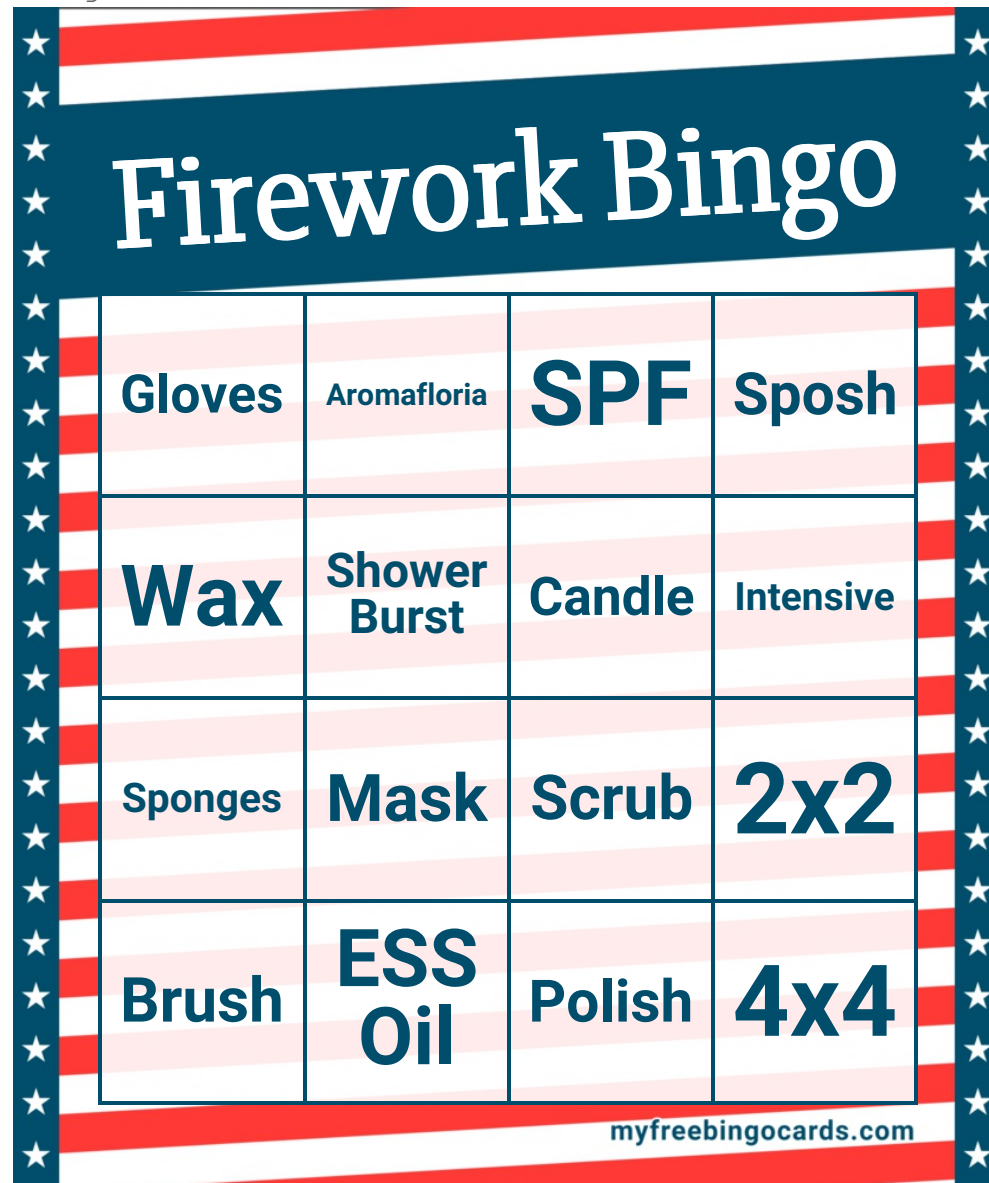 Firework Bingo
Gloves
Aromafloria
SPF
Sposh
Wax
Shower
Burst
Candle
Intensive
Sponges
Mask
Scrub
2x2
Brush
ESS
Oil
Polish
4x4
myfreebingocards.com